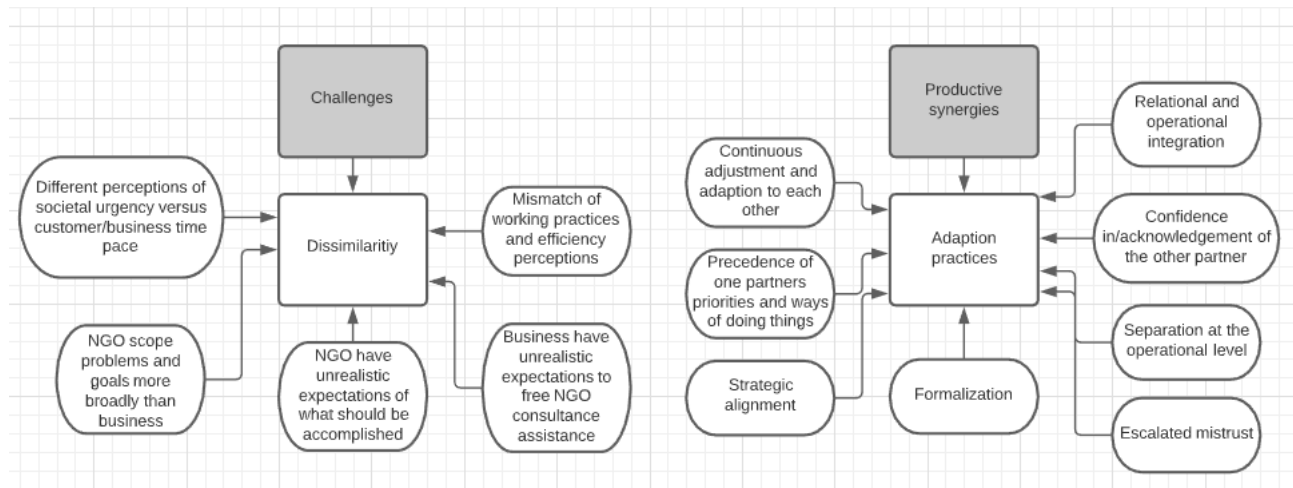 Challenges
Different perceptions of
societal urgency versus
customer/business time
pace
Dissimilaritiy
Mismatch of
working practices
and efficiency
perceptions
NGO scope
problems and
goals more
broadly than
business
NGO have
unrealistic
expectations of
what should be
accomplished
Business have
unrealistic
expectations to
free NGO
consultance
assistance
Productive
synergies
Relational and
operational
integration
Continuous
adjustment and
adaption to each
other
Adaption
practices
Confidence
in/acknowledgement of
the other partner
Precedence of
one partners
priorities and ways
of doing things
Separation at the
operational level
Strategic
alignment
Formalization
Escalated mistrust